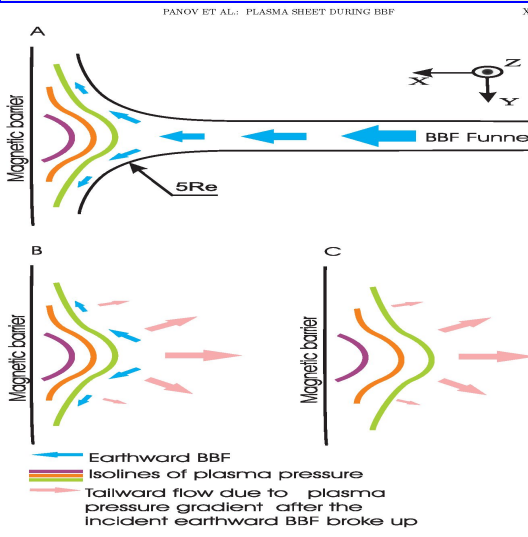 PANOV ET AL.: PLASMA SHEET DURING BBF
X
A
Magnetic barrier
Z
X
Y
BBF Funne
5Re
B
C
Magnetic barrier
Magnetic barrier
Earthward BBF
Isolines of plasma pressure
Tailward flow due to plasma
pressure gradient after the
incident earthward BBF broke up